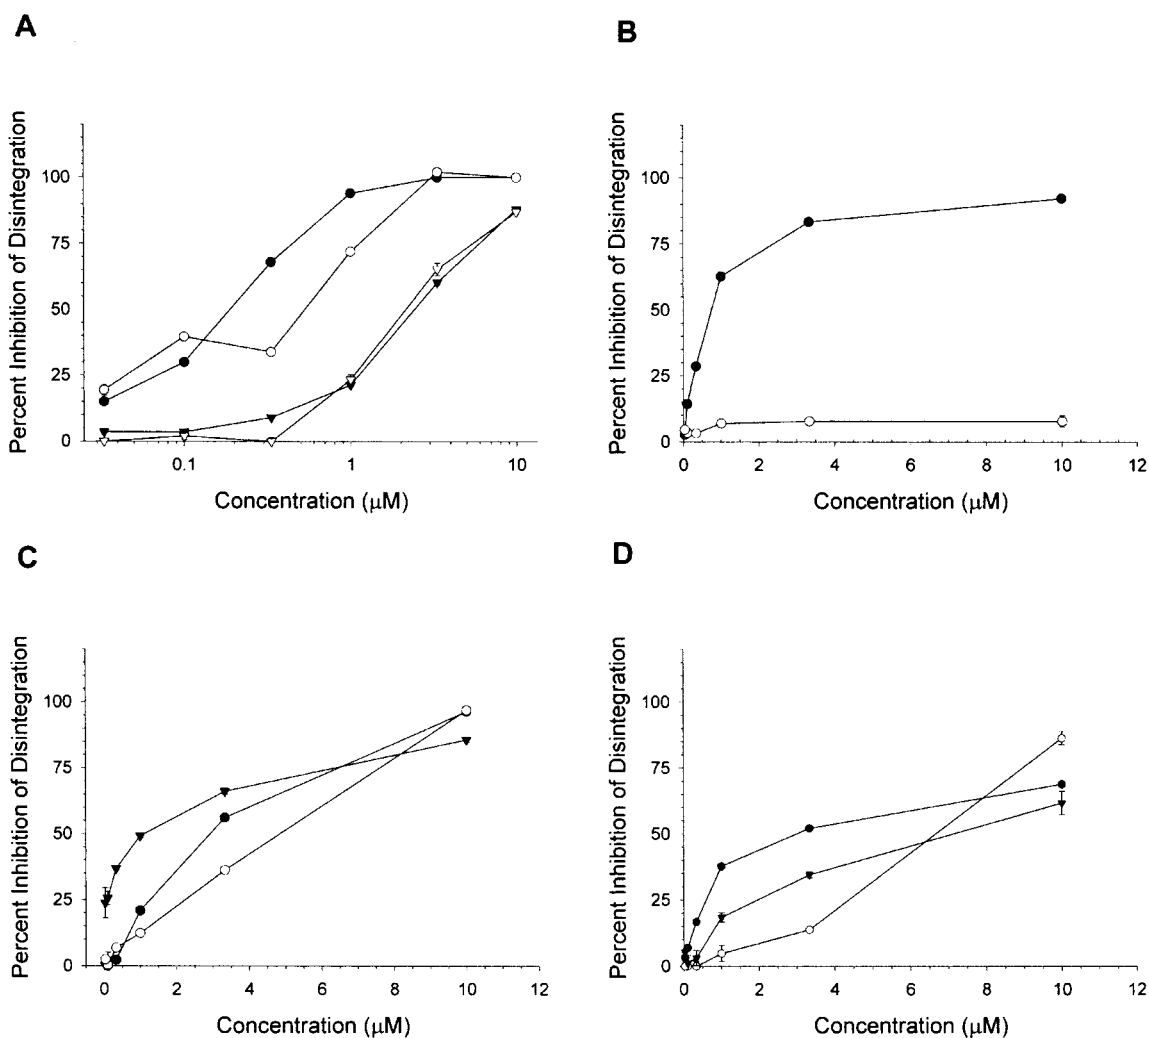 A
Percent Inhibition of Disintegration
100
75
50
25
0
0.1 1 10
Concentration (μM)
B
Percent Inhibition of Disintegration
100
75
50
25
0
0 2 4 6 8 10 12
Concentration (μM)
C
Percent Inhibition of Disintegration
100
75
50
25
0
0 2 4 6 8 10 12
Concentration (μM)
D
Percent Inhibition of Disintegration
100
75
50
25
0
0 2 4 6 8 10 12
Concentration (μM)